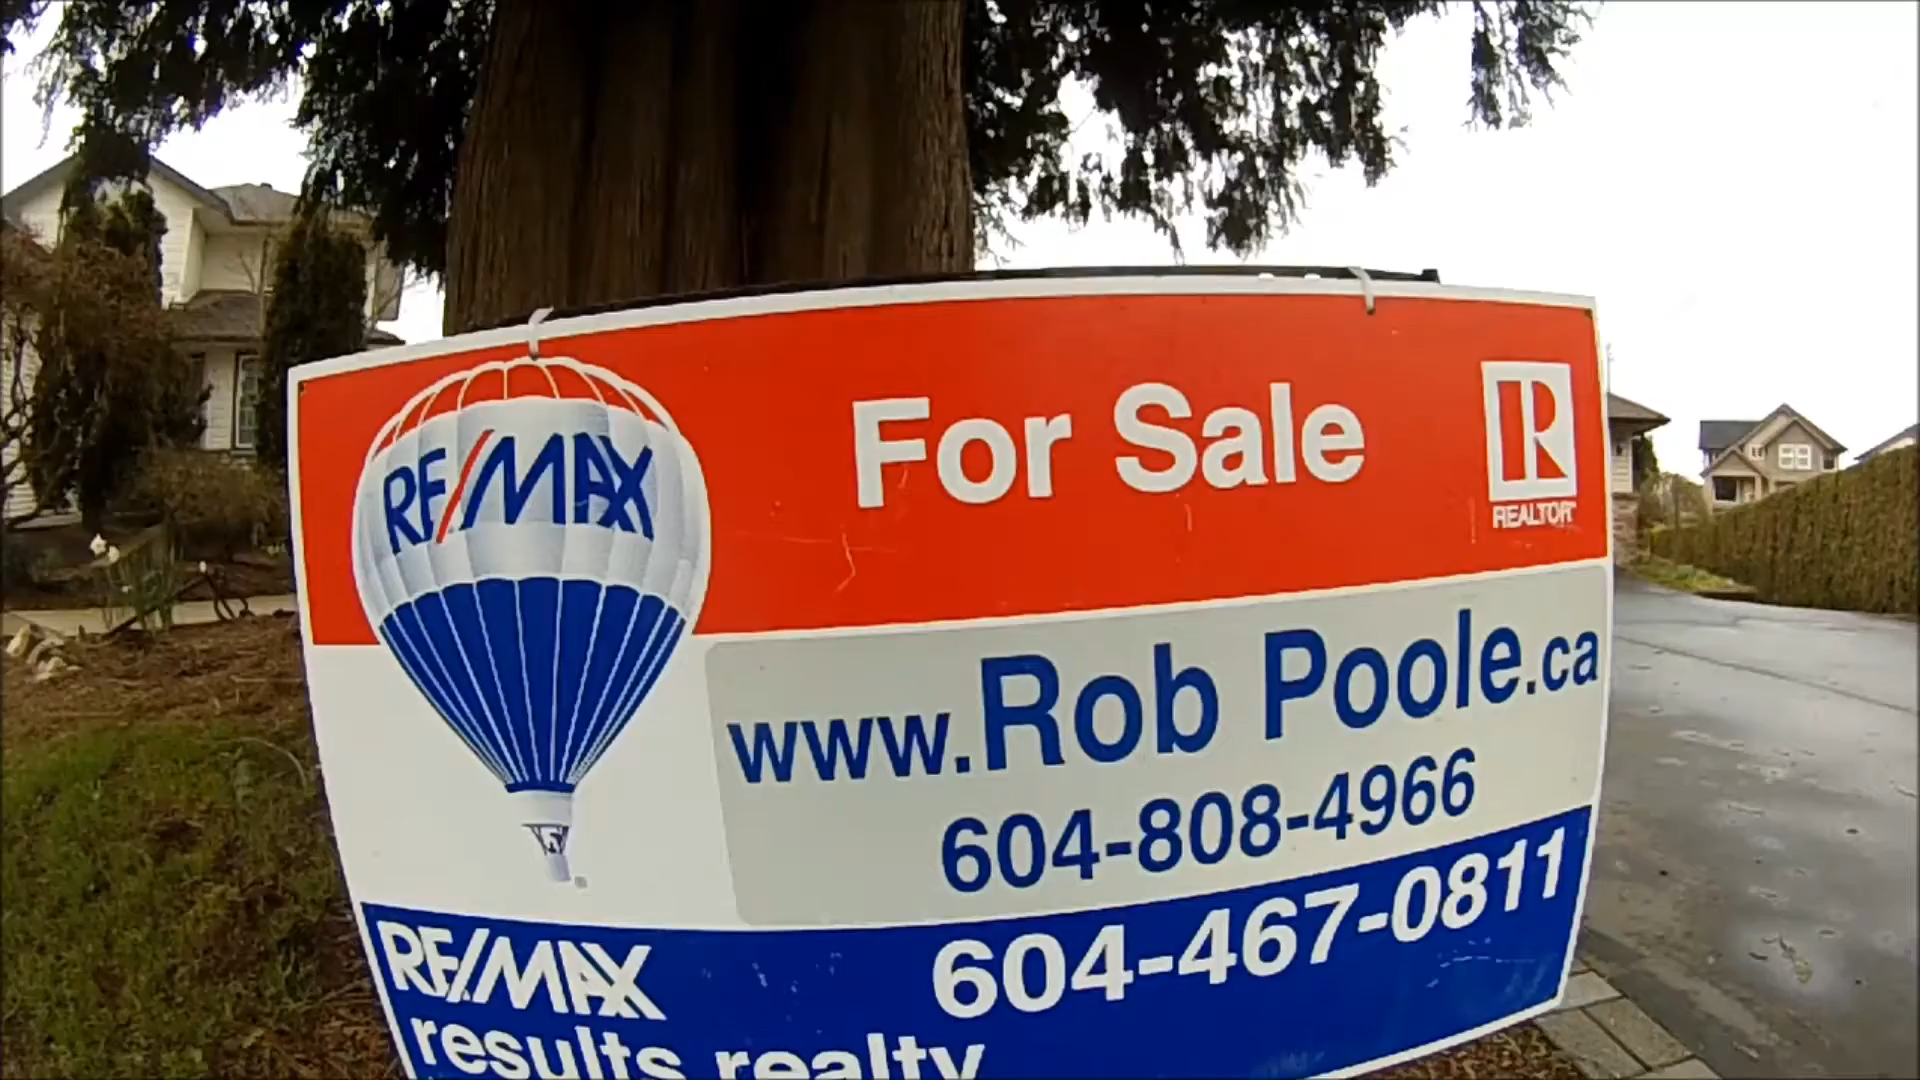 RE/MAX
For Sale
R
REALTOR
www.Rob Poole.ca
604-808-4966
604-467-0811
RE/MAX
results realty